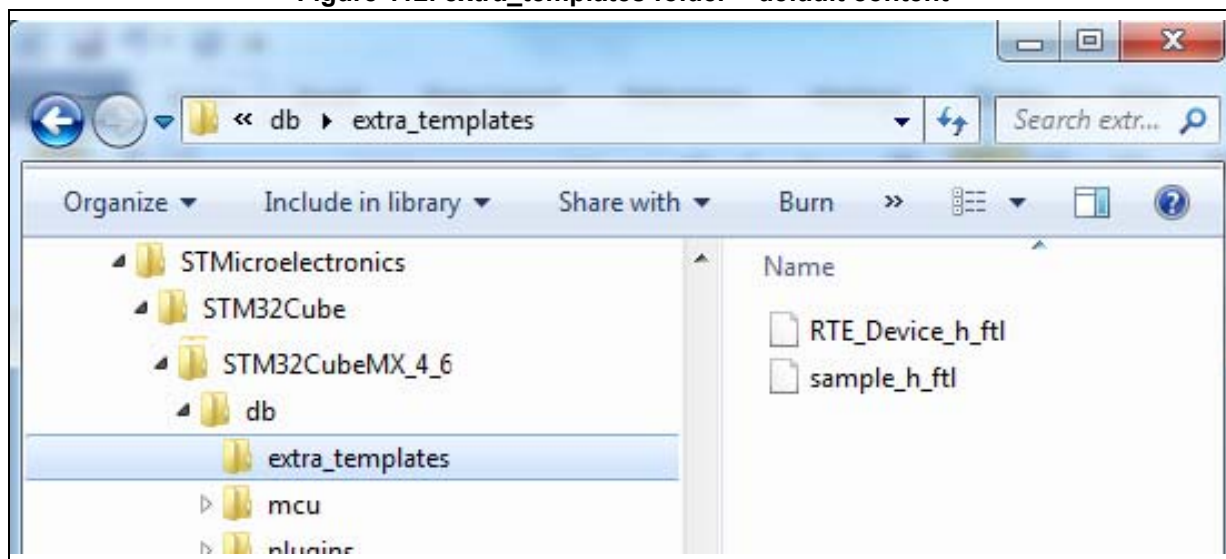 Figure 112. extra_templates folder – default content
« db extra_templates
Search extr...
Organize Include in library Share with Burn »
STMicroelectronics
STM32Cube
STM32CubeMX_4_6
db
extra_templates
mcu
plugins
Name
RTE_Device_h_ftl
sample_h_ftl